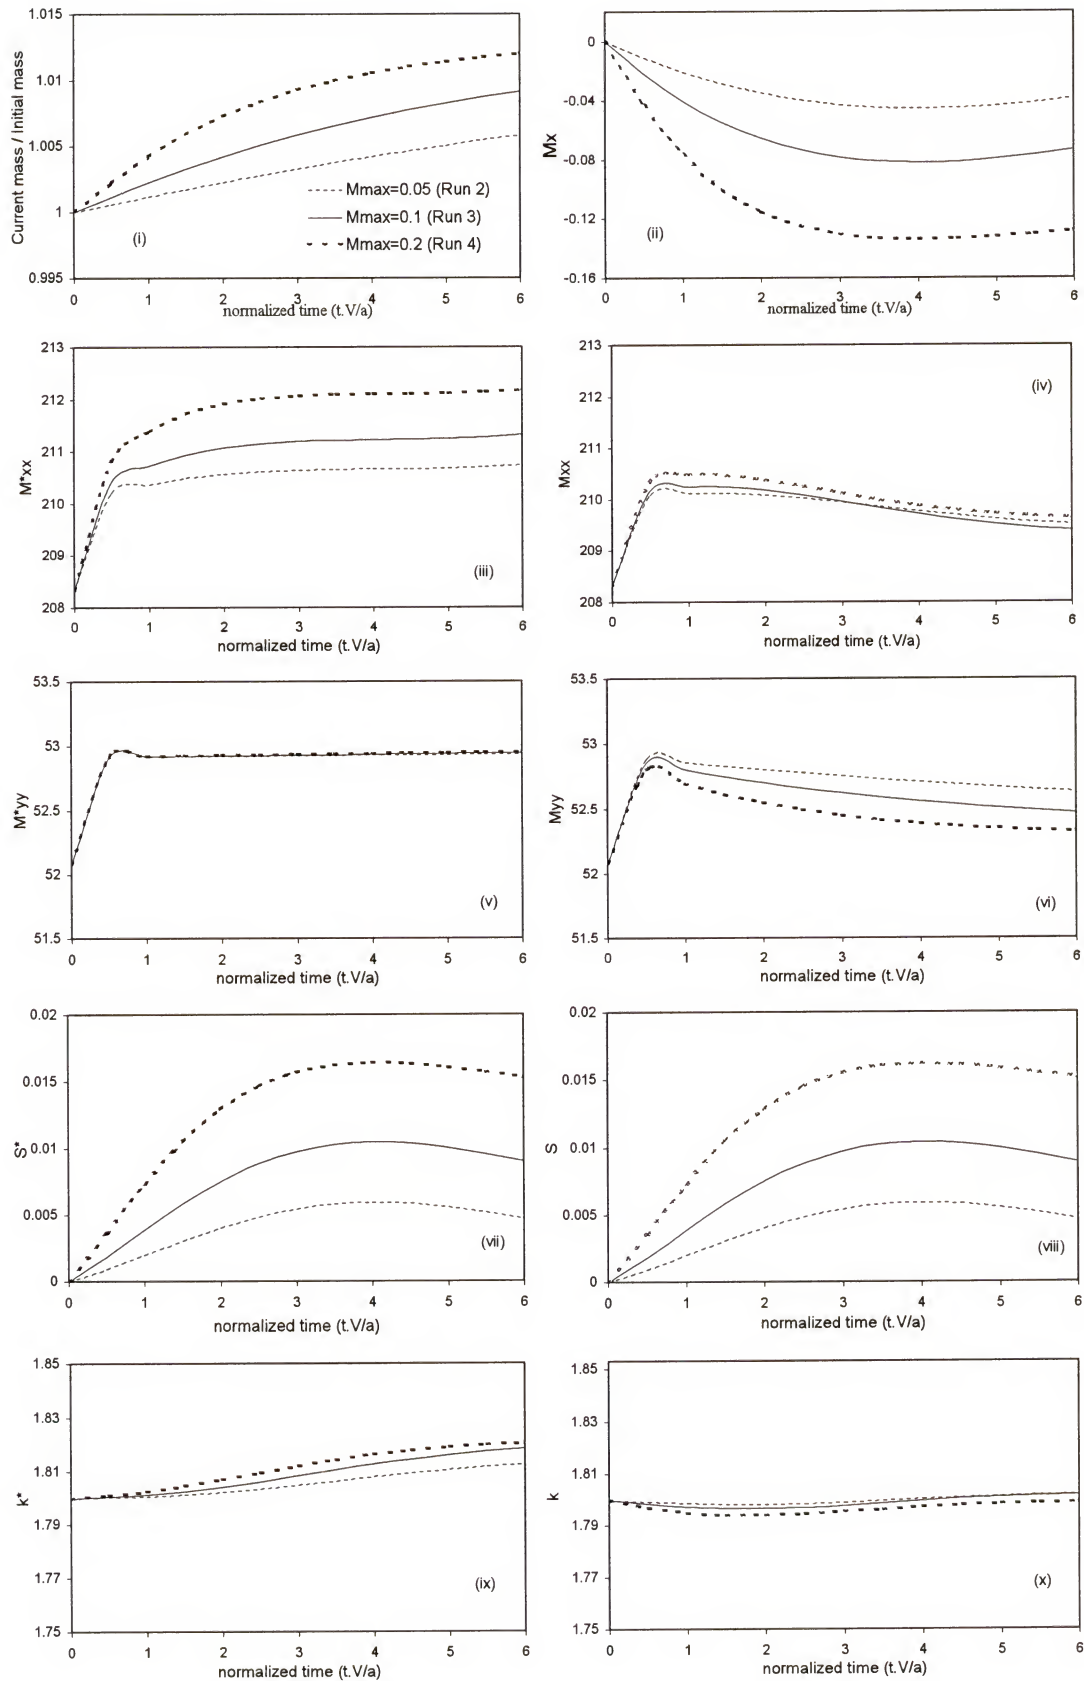 1.015
1.01
1.005
1
0.995
Current mass / Initial mass
Mmax=0.05 (Run 2)
Mmax=0.1 (Run 3)
Mmax=0.2 (Run 4)
(i)
0 1 2 3 4 5 6
normalized time (t.V/a)
0
-0.04
-0.08
-0.12
-0.16
Mx
(ii)
0 1 2 3 4 5 6
normalized time (t.V/a)
213
212
211
210
209
208
M*xx
(iii)
0 1 2 3 4 5 6
normalized time (t.V/a)
213
212
211
210
209
208
Mxx
(iv)
0 1 2 3 4 5 6
normalized time (t.V/a)
53.5
53
52.5
52
51.5
M*yy
(v)
0 1 2 3 4 5 6
normalized time (t.V/a)
53.5
53
52.5
52
51.5
Myy
(vi)
0 1 2 3 4 5 6
normalized time (t.V/a)
0.02
0.015
0.01
0.005
0
S*
(vii)
0 1 2 3 4 5 6
normalized time (t.V/a)
0.02
0.015
0.01
0.005
0
S
(viii)
0 1 2 3 4 5 6
normalized time (t.V/a)
1.85
1.83
1.81
1.79
1.77
1.75
k*
(ix)
0 1 2 3 4 5 6
normalized time (t.V/a)
1.85
1.83
1.81
1.79
1.77
1.75
k
(x)
0 1 2 3 4 5 6
normalized time (t.V/a)